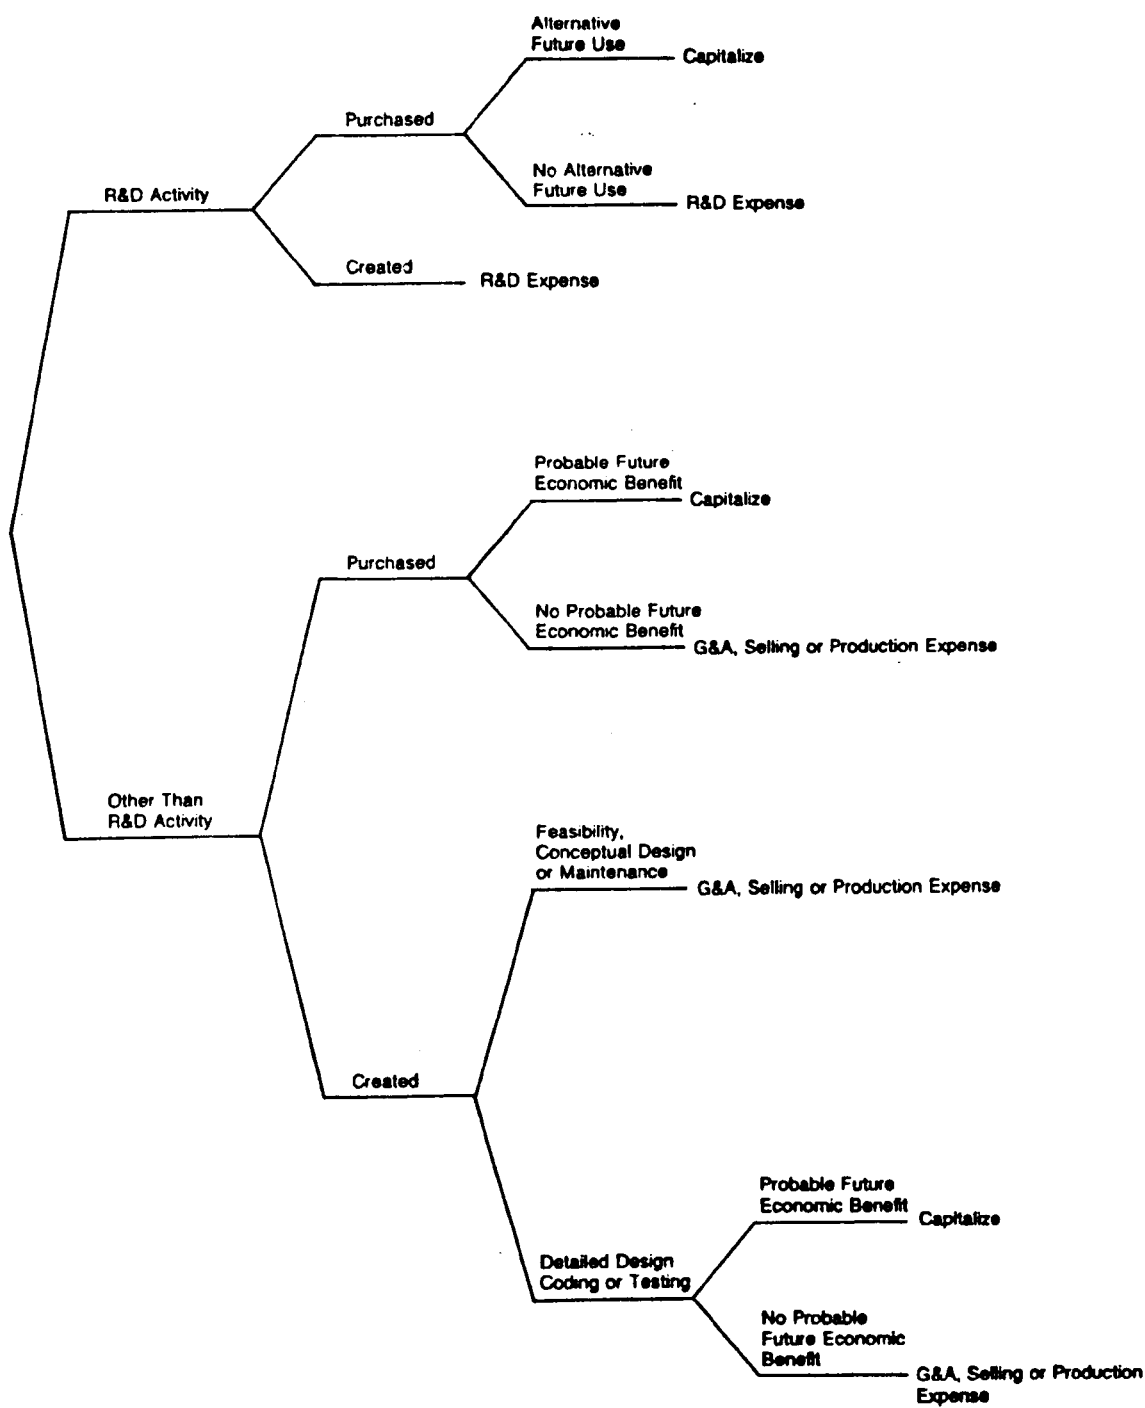 Alternative
Future Use
Capitalize
Purchased
No Alternative
Future Use
R&D Expense
R&D Activity
Created
R&D Expense
Probable Future
Economic Benefit
Capitalize
Purchased
No Probable Future
Economic Benefit
G&A, Selling or Production Expense
Other Than
R&D Activity
Feasibility,
Conceptual Design
or Maintenance
G&A, Selling or Production Expense
Created
Probable Future
Economic Benefit
Capitalize
Detailed Design
Coding or Testing
No Probable
Future Economic
Benefit
G&A, Selling or Production
Expense